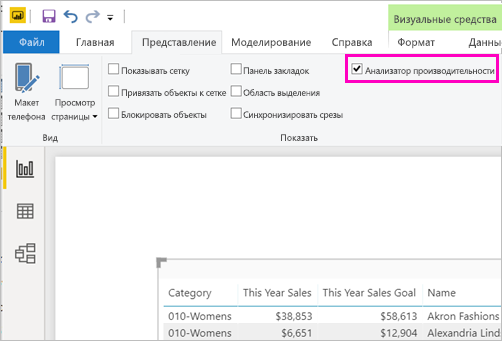 Визуальные средства
Файл Главная Представление Моделирование Справка Формат Данны
Показывать сетку Панель закладок Анализатор производительности
Привязать объекты к сетке Область выделения
Блокировать объекты Синхронизировать срезы
Макет телефона
Просмотр страницы
Вид Показать
Category This Year Sales This Year Sales Goal Name
010-Womens $38,853 $58,613 Akron Fashions
010-Womens $6,651 $12,904 Alexandria Lind